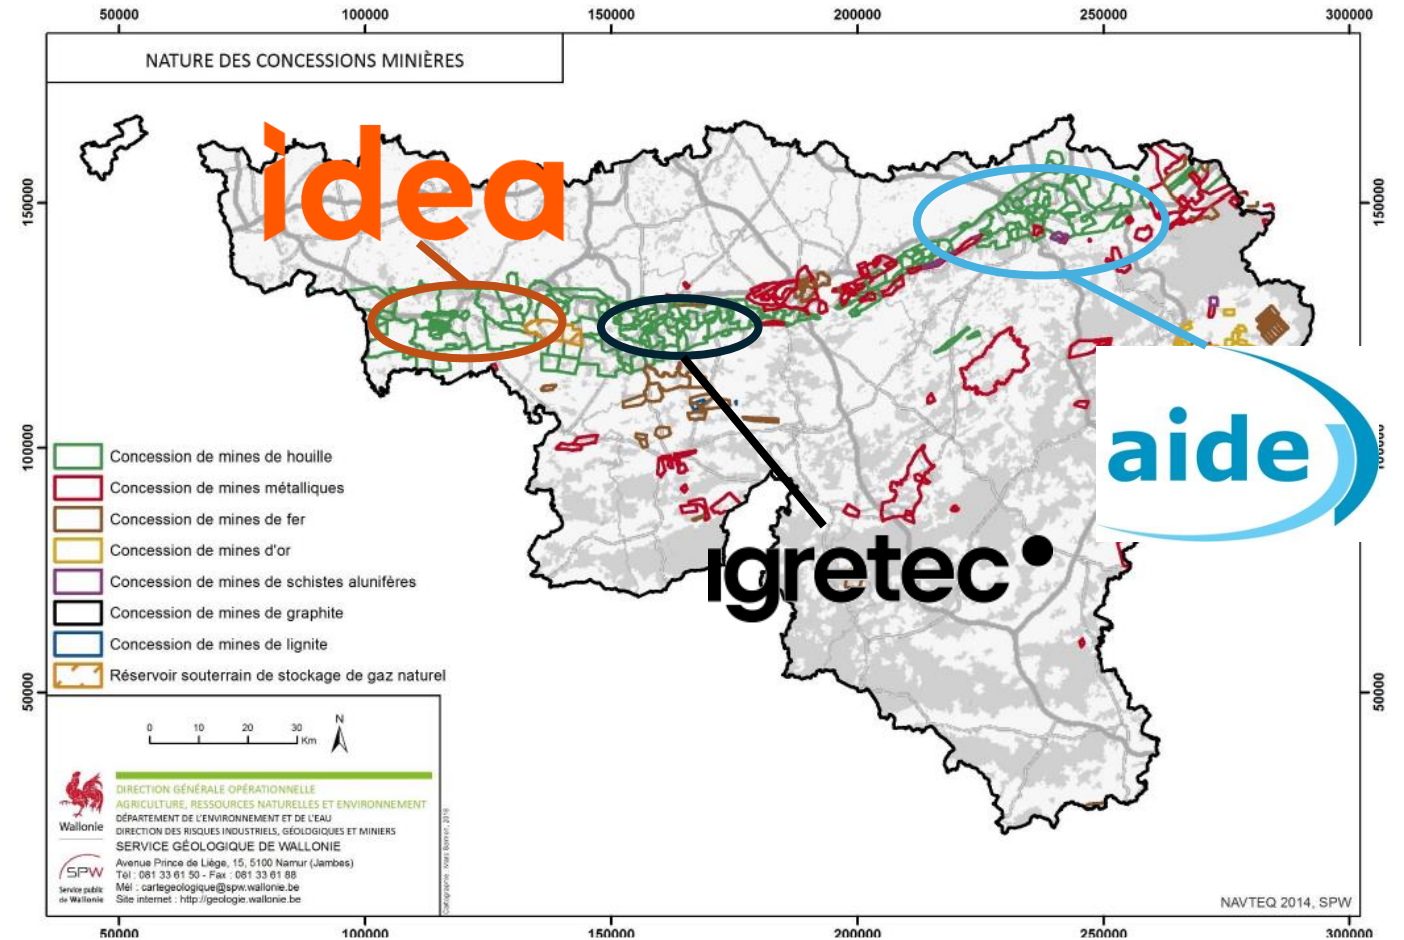 50000 100000 150000 200000 250000 300000
NATURE DES CONCESSIONS MINIÈRES
idea
150000 150000
aide
100000
igretec
Concession de mines de houille
Concession de mines métalliques
Concession de mines de fer
Concession de mines d'or
Concession de mines de schistes alunifères
Concession de mines de graphite
Concession de mines de lignite
Réservoir souterrain de stockage de gaz naturel
50000 50000
0 10 20 30
Km
N
DIRECTION GÉNÉRALE OPÉRATIONNELLE
AGRICULTURE, RESSOURCES NATURELLES ET ENVIRONNEMENT
DÉPARTEMENT DE L'ENVIRONNEMENT ET DE L'EAU
DIRECTION DES RISQUES INDUSTRIELS, GÉOLOGIQUES ET MINIERS
SERVICE GÉOLOGIQUE DE WALLONIE
Avenue Prince de Liège, 15, 5100 Namur (Jambes)
Tél : 081 33 61 50 - Fax : 081 33 61 88
Mél : cartegeologique@spw.wallonie.be
Site internet : http://geologie.wallonie.be
Wallonie
SPW
Service public
de Wallonie
NAVTEQ 2014, SPW
50000 100000 150000 200000 250000 300000